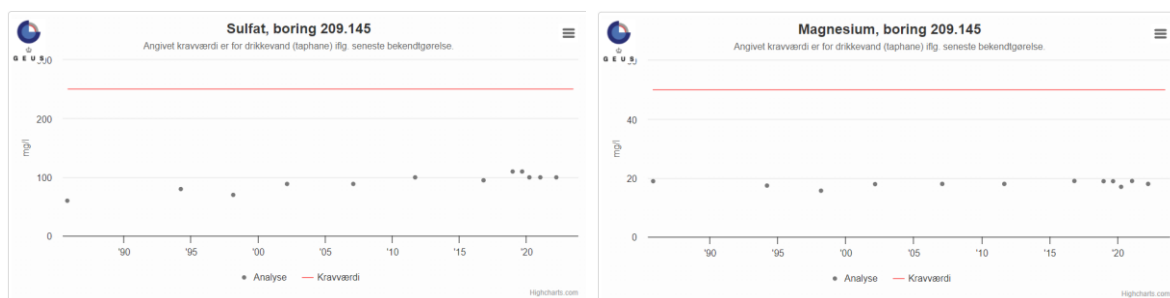 Sulfat, boring 209.145
Angivet kravværdi er for drikkevand (taphane) iflg. seneste bekendtgørelse.
GEUS
300
200
100
0
mg/l
'90
'95
'00
'05
'10
'15
'20
Analyse
Kravværdi
Highcharts.com
Magnesium, boring 209.145
Angivet kravværdi er for drikkevand (taphane) iflg. seneste bekendtgørelse.
GEUS
60
40
20
0
mg/l
'90
'95
'00
'05
'10
'15
'20
Analyse
Kravværdi
Highcharts.com